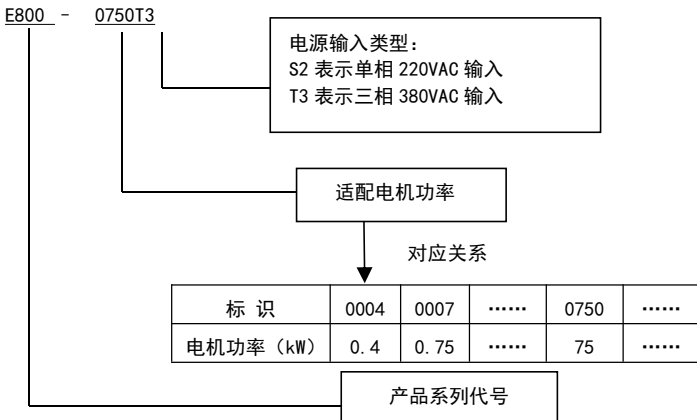 E800 - 0750T3
电源输入类型：
S2 表示单相 220VAC 输入
T3 表示三相 380VAC 输入
适配电机功率
对应关系
标 识 0004 0007 …… 0750 ……
电机功率（kW） 0.4 0.75 …… 75 ……
产品系列代号